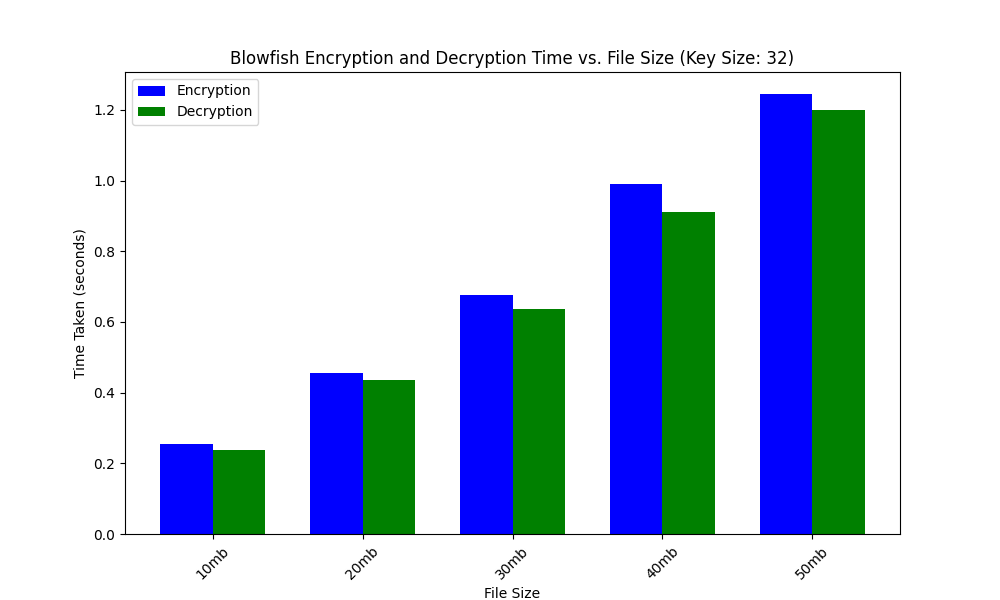 Blowfish Encryption and Decryption Time vs. File Size (Key Size: 32)
Encryption
Decryption
Time Taken (seconds)
1.2
1.0
0.8
0.6
0.4
0.2
0.0
10mb
20mb
30mb
40mb
50mb
File Size